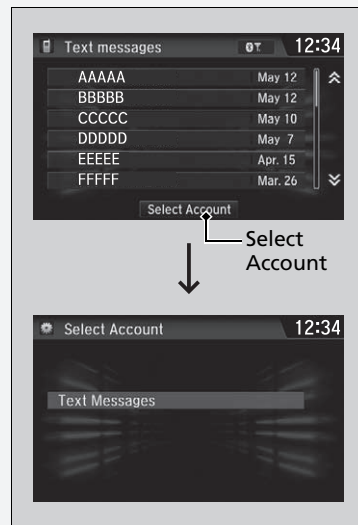 Text messages 12:34
AAAAA May 12
BBBBB May 12
CCCCC May 10
DDDDD May 7
EEEEE Apr. 15
FFFFF Mar. 26
Select Account
Select
Account
Select Account 12:34
Text Messages